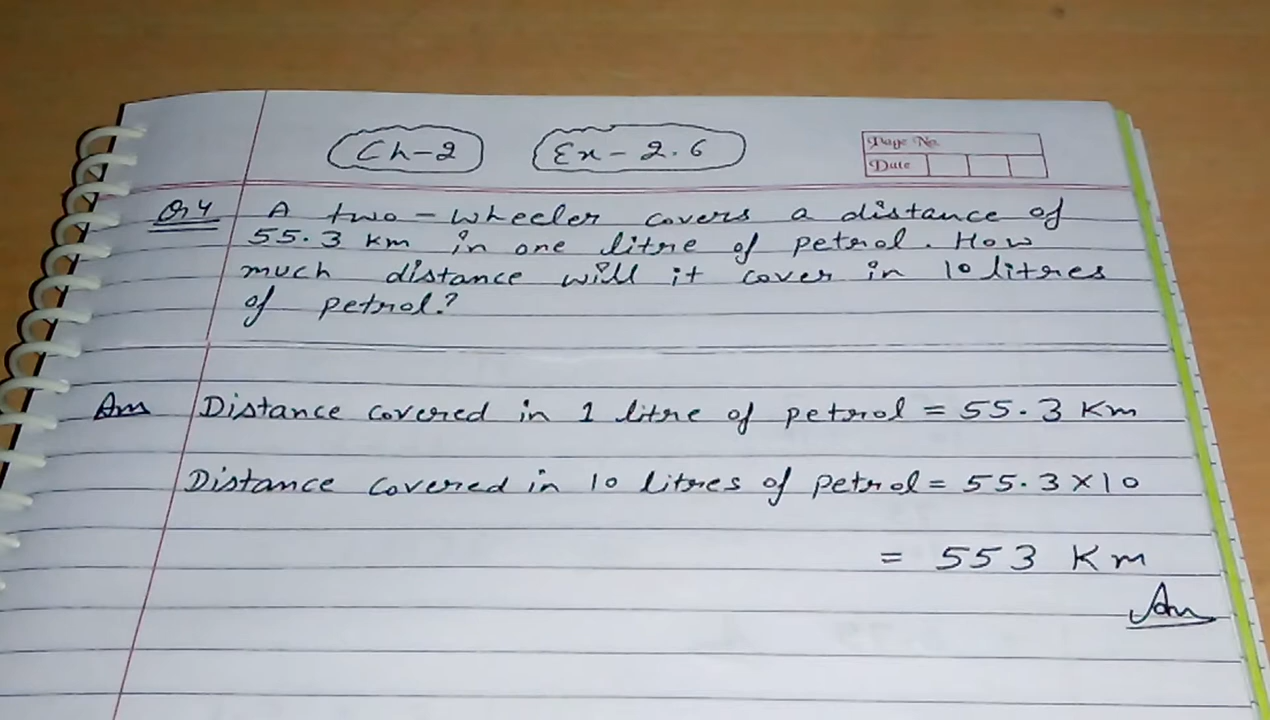 Ch-2 Ex-2.6
Page No.
Date
Qn 4 A two-wheeler covers a distance of
55.3 km in one litre of petrol. How
much distance will it cover in 10 litres
of petrol?
Ans Distance covered in 1 litre of petrol = 55.3 Km
Distance covered in 10 litres of petrol = 55.3 × 10
= 553 Km
Ans